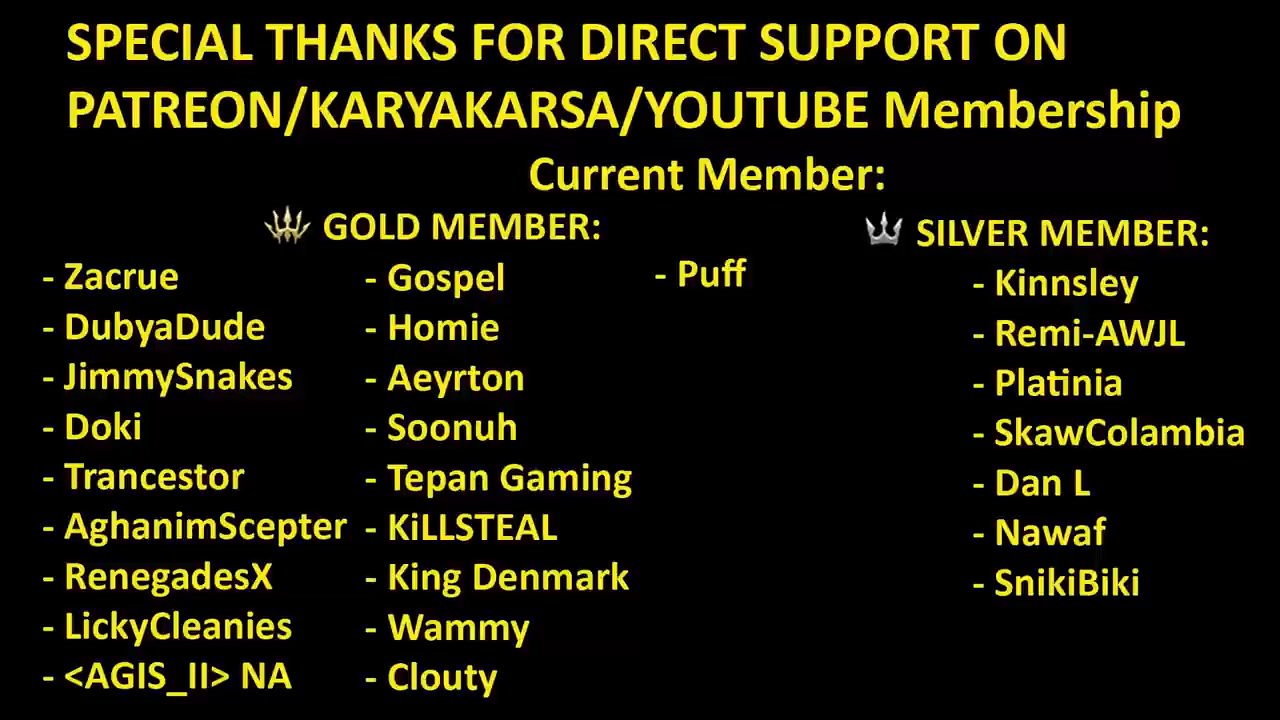 SPECIAL THANKS FOR DIRECT SUPPORT ON
PATREON/KARYAKARSA/YOUTUBE Membership
Current Member:
GOLD MEMBER:
- Zacrue
- DubyaDude
- JimmySnakes
- Doki
- Trancestor
- AghanimScepter
- RenegadesX
- LickyCleanies
- <AGIS_II> NA
- Gospel
- Homie
- Aeyrton
- Soonuh
- Tepan Gaming
- KiLLSTEAL
- King Denmark
- Wammy
- Clouty
- Puff
SILVER MEMBER:
- Kinnsley
- Remi-AWJL
- Platinia
- SkawColambia
- Dan L
- Nawaf
- SnikiBiki